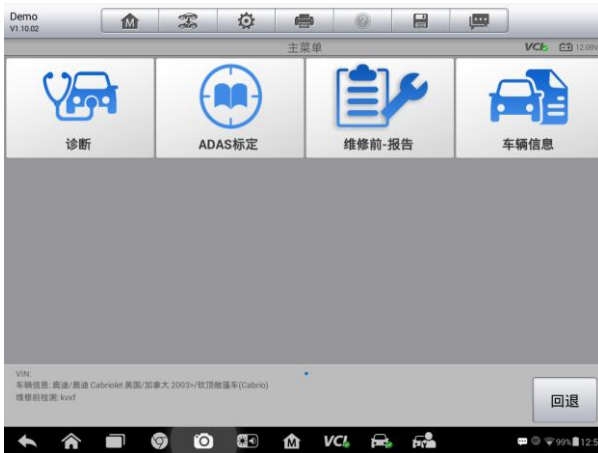 Demo
V1.10.02
主菜单
VCI 12.09V
诊断
ADAS标定
维修前-报告
车辆信息
VIN:
车辆信息: 奥迪/奥迪 Cabriolet 美国/加拿大 2003>/软顶敞篷车(Cabrio)
维修前检测: kvxf
回退
VCI
99% 12:5